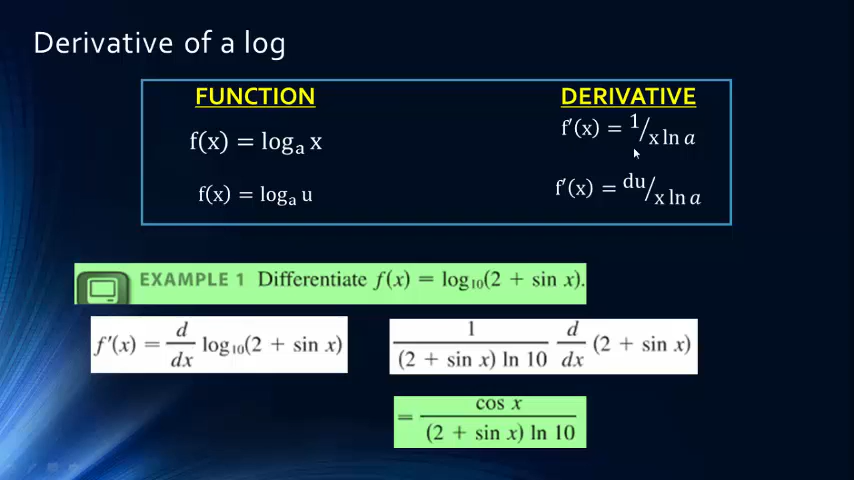 Derivative of a log
FUNCTION DERIVATIVE
f(x) = logₐ x f′(x) = 1/x ln a
f(x) = logₐ u f′(x) = du/x ln a
EXAMPLE 1 Differentiate f(x) = log₁₀(2 + sin x).
f′(x) = d/dx log₁₀(2 + sin x) 1/(2 + sin x) ln 10 d/dx (2 + sin x)
= cos x/(2 + sin x) ln 10